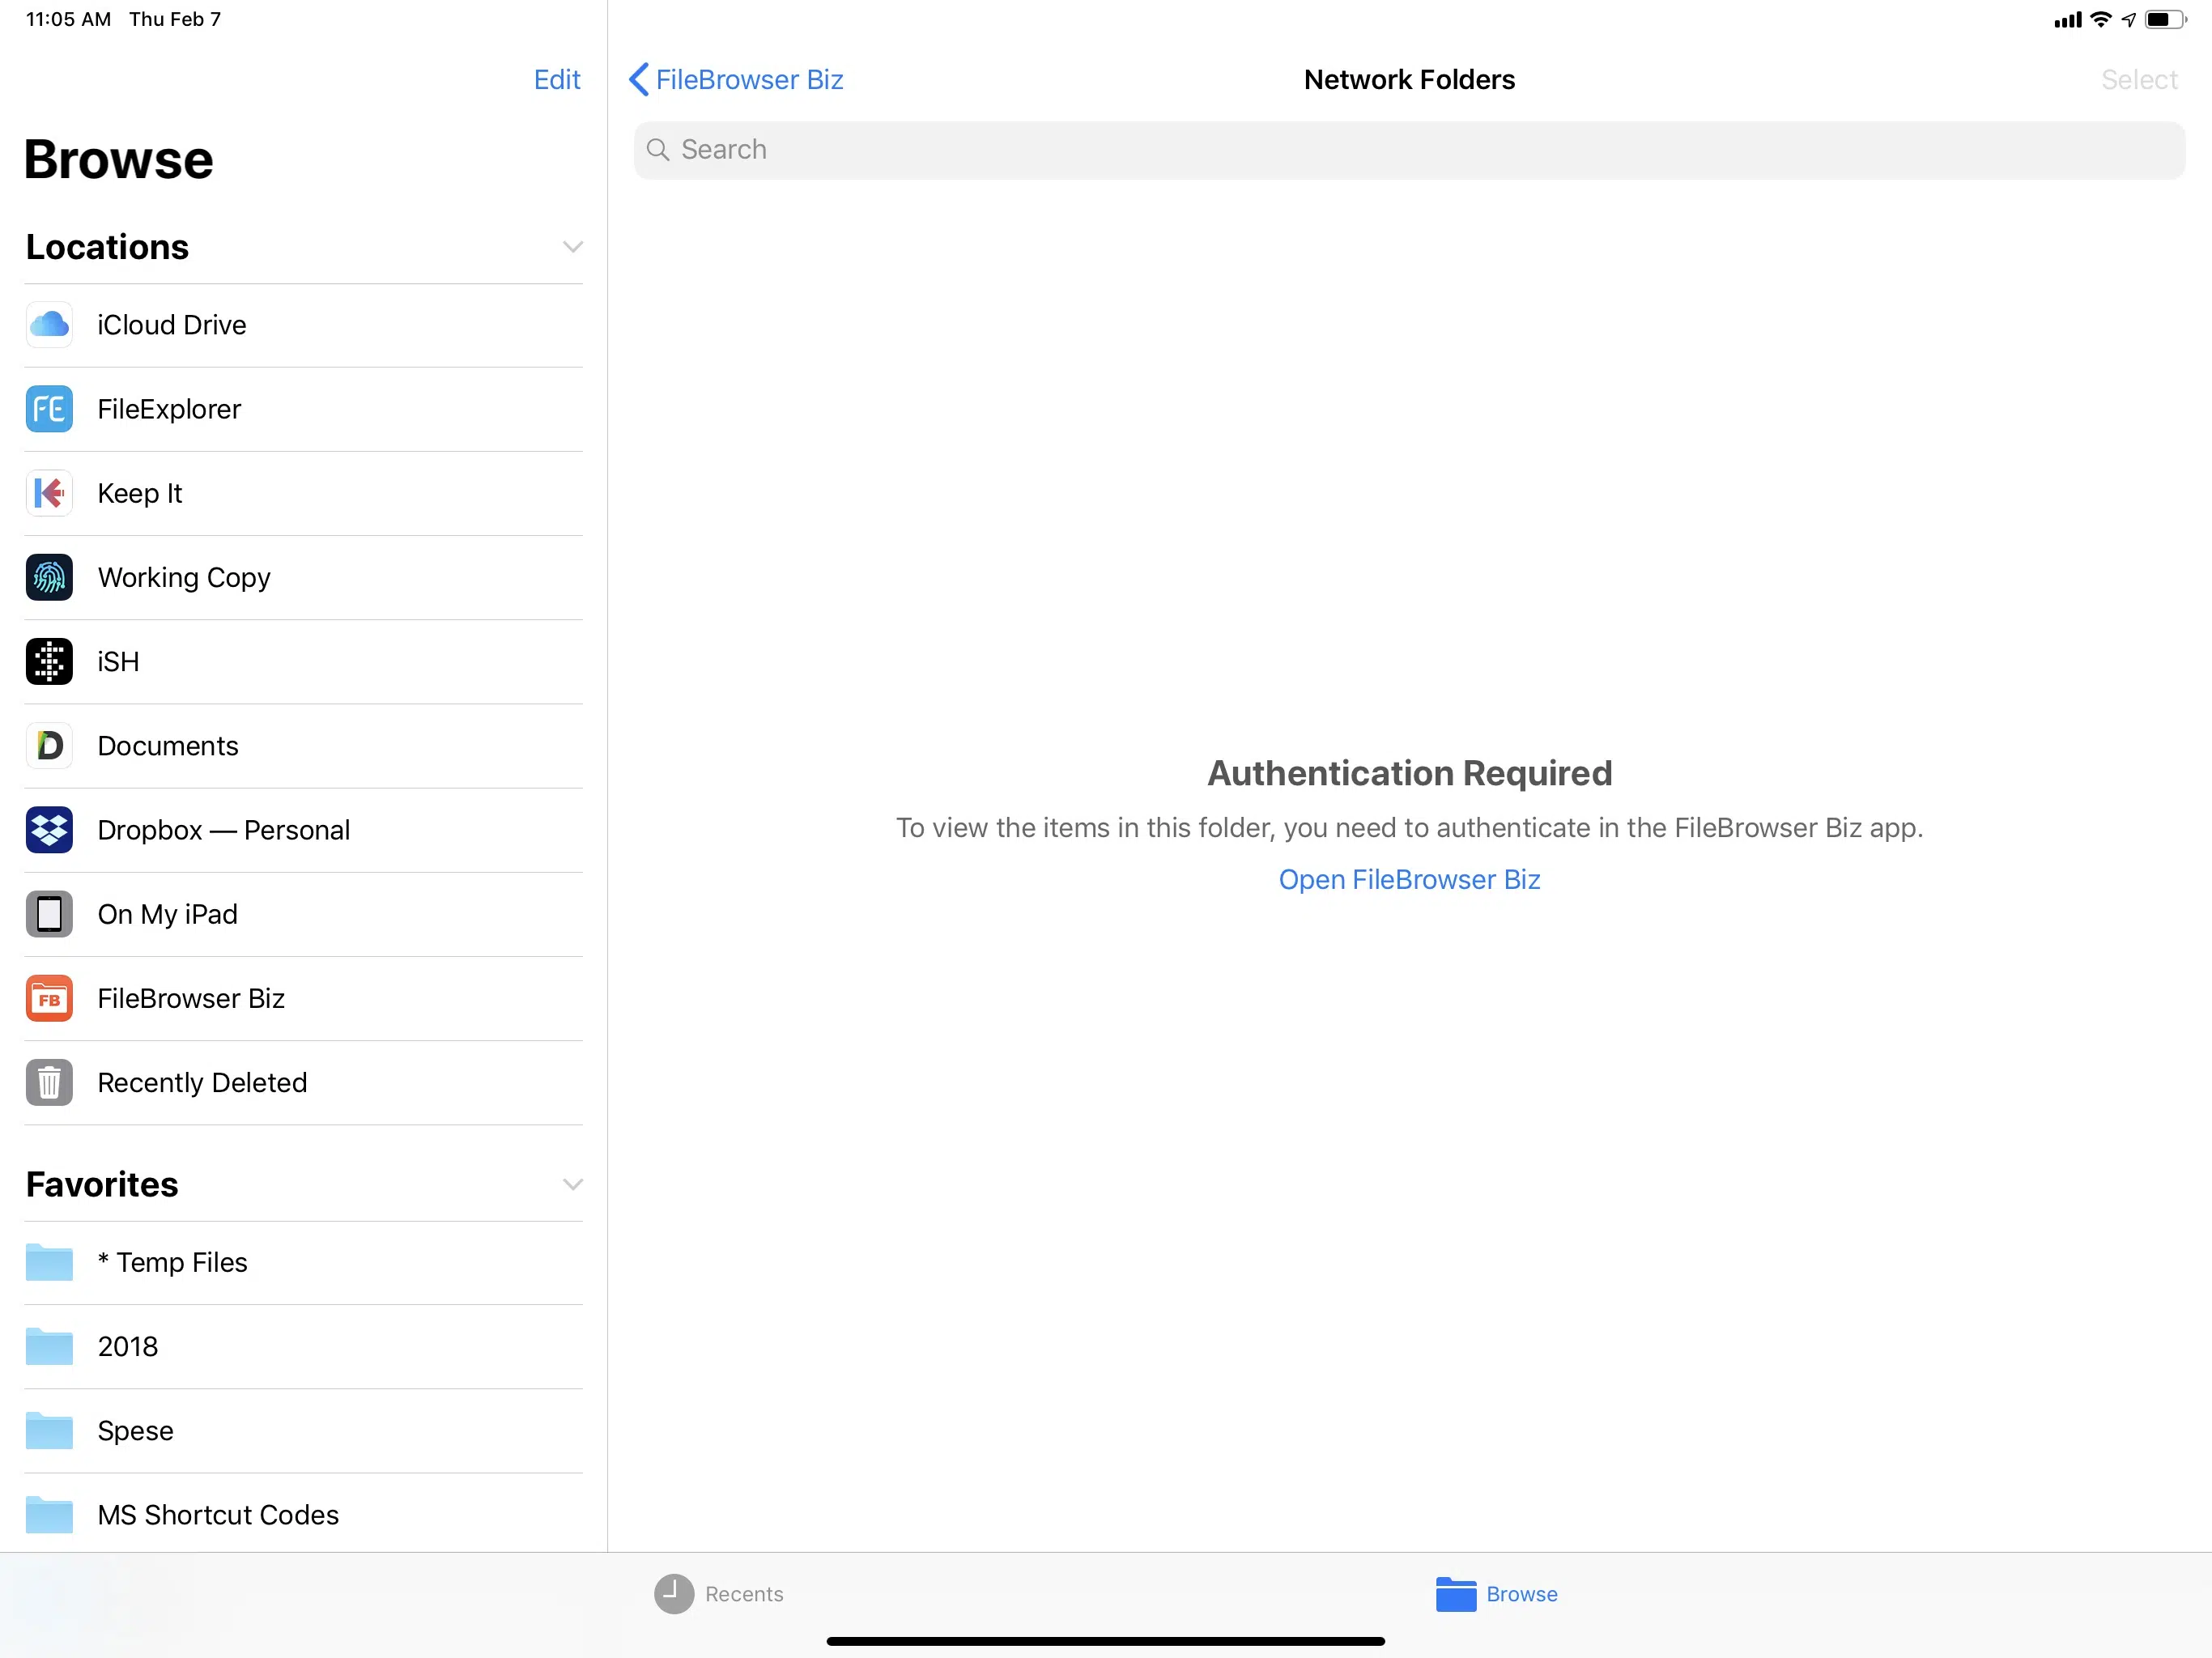 11:05 AM Thu Feb 7
Edit
Browse
Locations
iCloud Drive
FE FileExplorer
Keep It
Working Copy
iSH
D Documents
Dropbox — Personal
On My iPad
FB FileBrowser Biz
Recently Deleted
Favorites
* Temp Files
2018
Spese
MS Shortcut Codes
FileBrowser Biz
Network Folders
Select
Search
Authentication Required
To view the items in this folder, you need to authenticate in the FileBrowser Biz app.
Open FileBrowser Biz
Recents
Browse